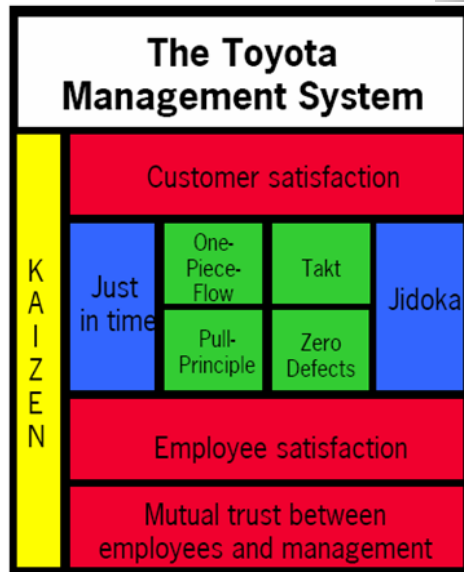 The Toyota
Management System
K
A
I
Z
E
N
Customer satisfaction
Just
in time
One-
Piece-
Flow
Takt
Pull-
Principle
Zero
Defects
Jidoka
Employee satisfaction
Mutual trust between
employees and management